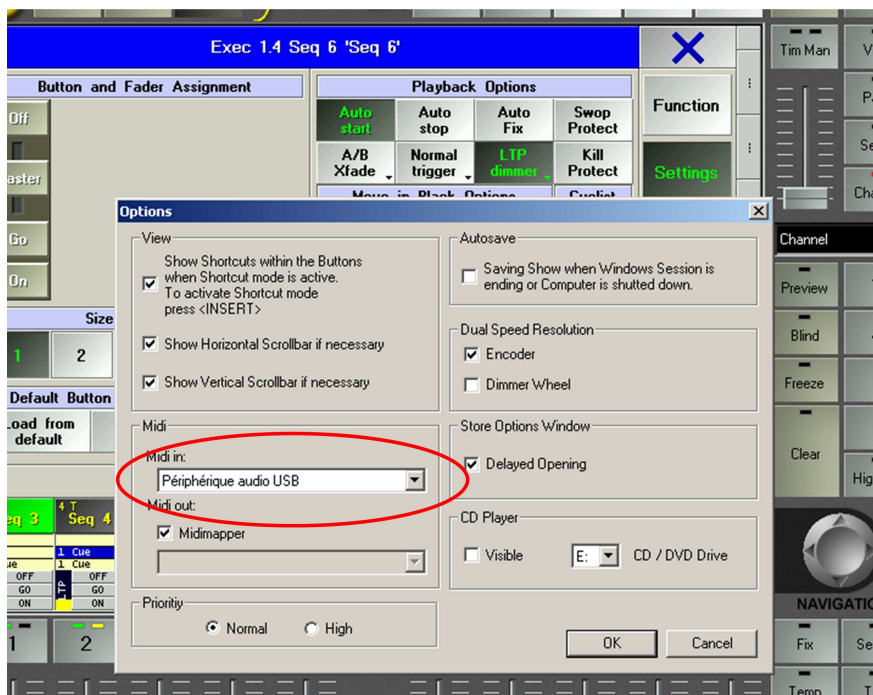 Exec 1.4 Seq 6 'Seq 6'
Tim Man
Button and Fader Assignment
Playback Options
Function
Off
Auto
start
Auto
stop
Auto
Fix
Swop
Protect
A/B
Xfade
Normal
trigger
LTP
dimmer
Kill
Protect
Settings
Go
On
Channel
Preview
Blind
Freeze
Clear
Size
1
2
Default Button
default
Options
View
Show Shortcuts within the Buttons
when Shortcut mode is active.
To activate Shortcut mode
press <INSERT>
Show Horizontal Scrollbar if necessary
Show Vertical Scrollbar if necessary
Midi
Midi in:
Périphérique audio USB
Midi out:
Midimapper
Prioritiy
Normal
High
Autosave
Saving Show when Windows Session is
ending or Computer is shutted down.
Dual Speed Resolution
Encoder
Dimmer Wheel
Store Options Window
Delayed Opening
CD Player
Visible
E:
CD / DVD Drive
OK
Cancel
4 T
Seq 4
1 Cue
1 Cue
OFF
GO
ON
LTP
OFF
GO
ON
1
2
Fix
Temp